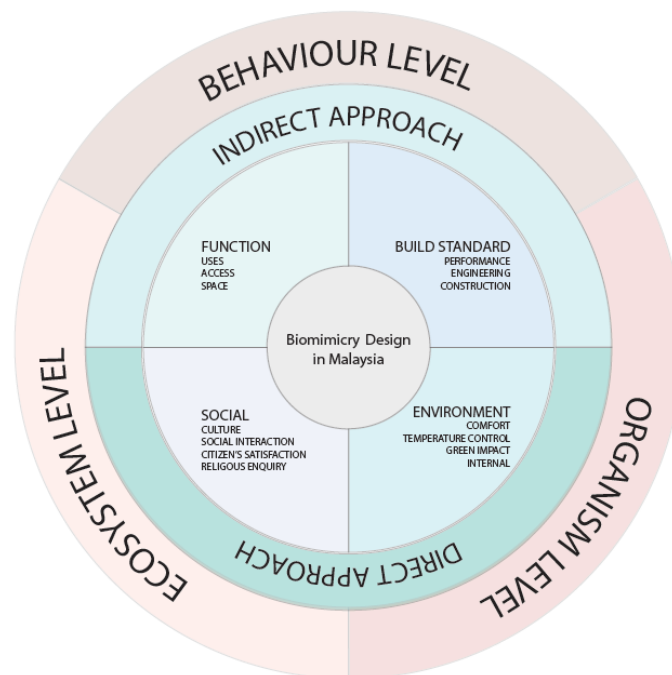 BEHAVIOUR LEVEL
INDIRECT APPROACH
FUNCTION
USES
ACCESS
SPACE
BUILD STANDARD
PERFORMANCE
ENGINEERING
CONSTRUCTION
Biomimicry Design
in Malaysia
SOCIAL
CULTURE
SOCIAL INTERACTION
CITIZEN'S SATISFACTION
RELIGOUS ENQUIRY
ENVIRONMENT
COMFORT
TEMPERATURE CONTROL
GREEN IMPACT
INTERNAL
DIRECT APPROACH
ECOSYSTEM LEVEL
ORGANISM LEVEL